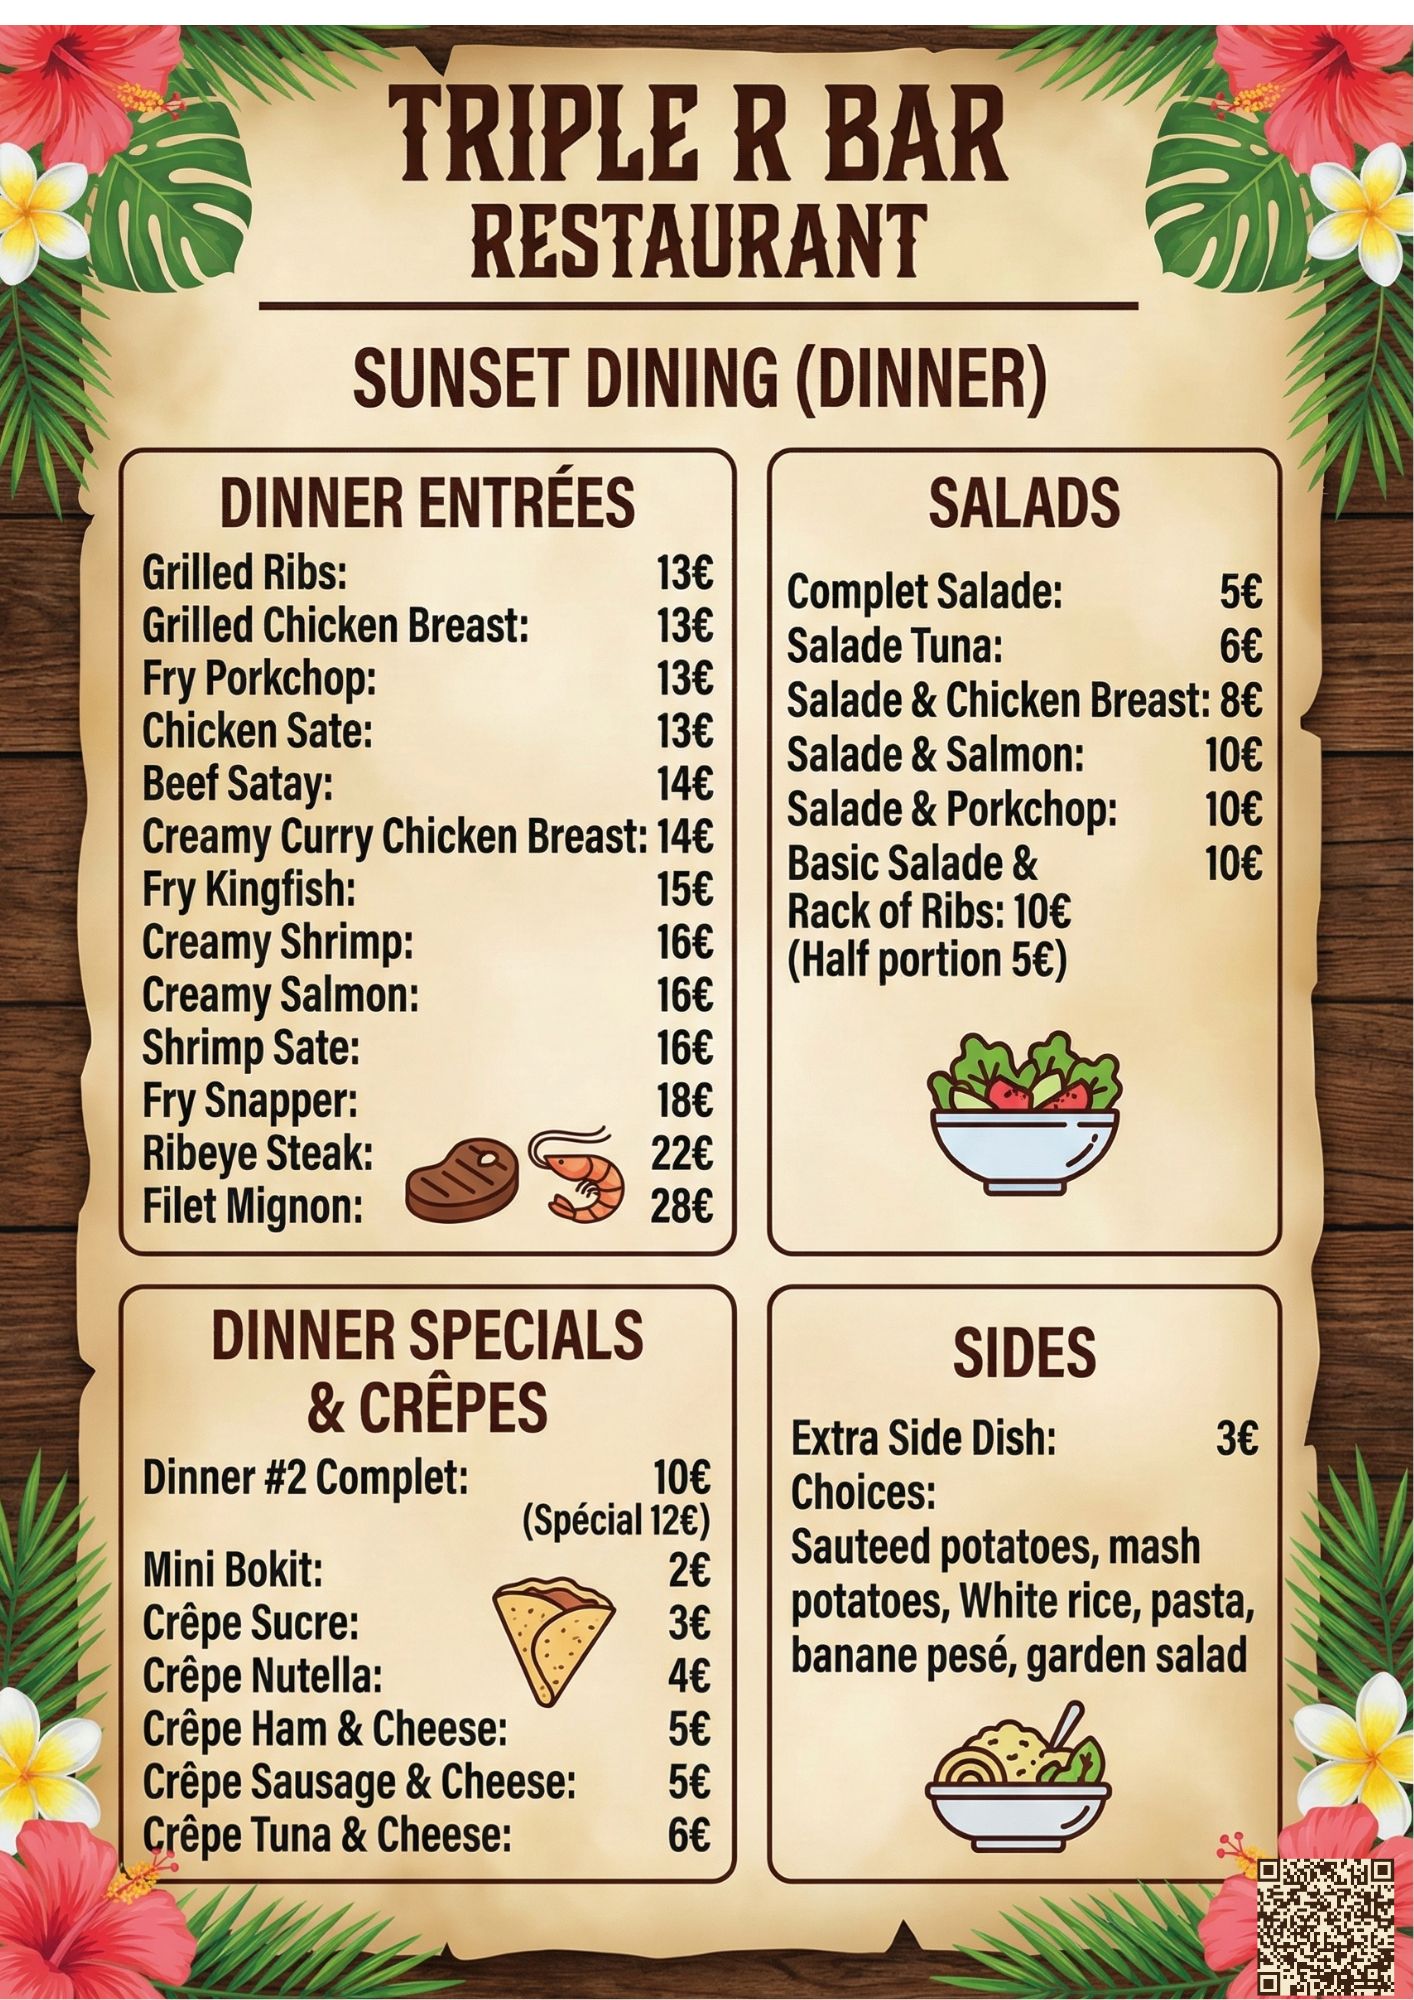 TRIPLE R BAR
RESTAURANT
SUNSET DINING (DINNER)
DINNER ENTRÉES
Grilled Ribs: 13€
Grilled Chicken Breast: 13€
Fry Porkchop: 13€
Chicken Sate: 13€
Beef Satay: 14€
Creamy Curry Chicken Breast: 14€
Fry Kingfish: 15€
Creamy Shrimp: 16€
Creamy Salmon: 16€
Shrimp Sate: 16€
Fry Snapper: 18€
Ribeye Steak: 22€
Filet Mignon: 28€
SALADS
Complet Salade: 5€
Salade Tuna: 6€
Salade & Chicken Breast: 8€
Salade & Salmon: 10€
Salade & Porkchop: 10€
Basic Salade & 10€
Rack of Ribs: 10€
(Half portion 5€)
DINNER SPECIALS
& CRÊPES
Dinner #2 Complet: 10€
(Spécial 12€)
Mini Bokit: 2€
Crêpe Sucre: 3€
Crêpe Nutella: 4€
Crêpe Ham & Cheese: 5€
Crêpe Sausage & Cheese: 5€
Crêpe Tuna & Cheese: 6€
SIDES
Extra Side Dish: 3€
Choices:
Sauteed potatoes, mash
potatoes, White rice, pasta,
banane pesé, garden salad